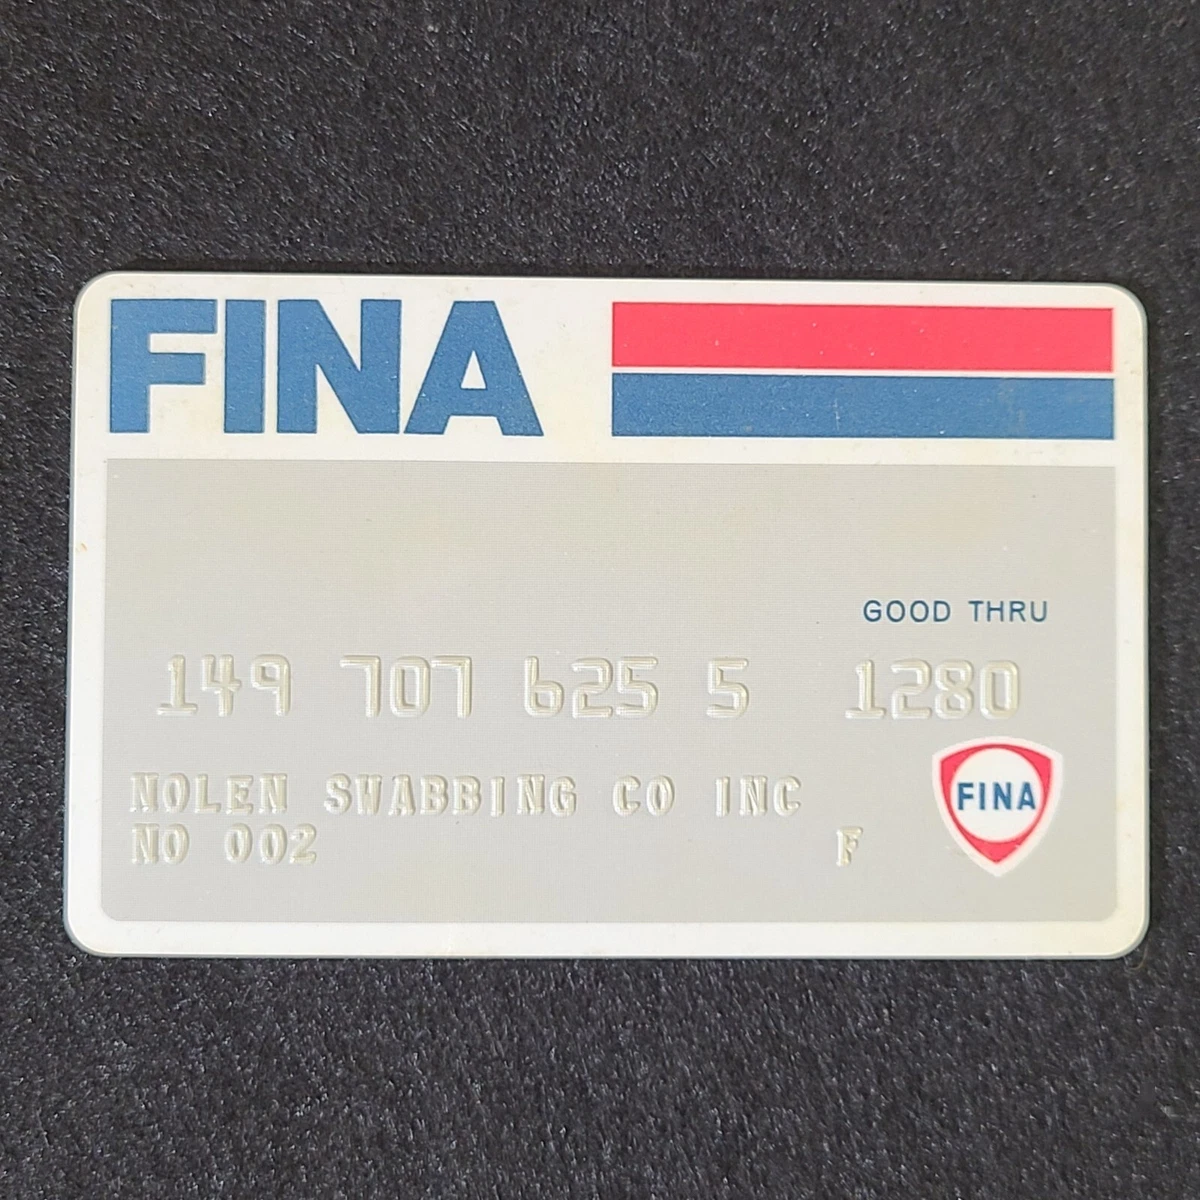 FINA
GOOD THRU
149 707 625 5 1280
NOLEN SWABBING CO INC
FINA
NO 002 F